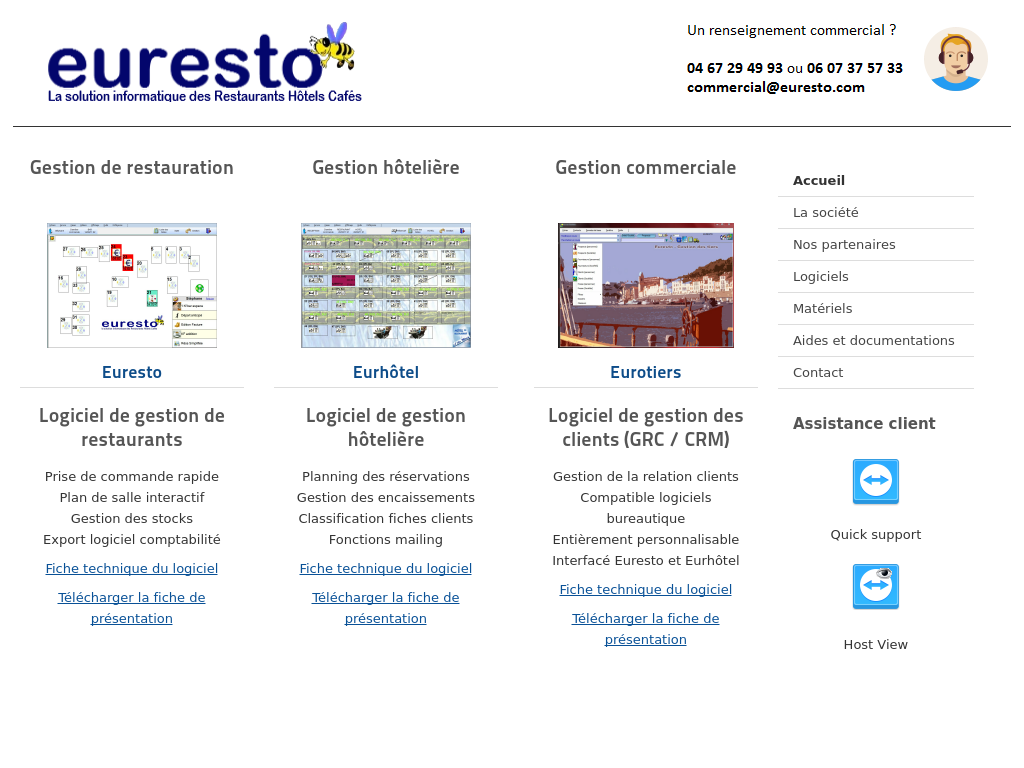 euresto
La solution informatique des Restaurants Hôtels Cafés
Un renseignement commercial ?
04 67 29 49 93 ou 06 07 37 57 33
commercial@euresto.com
Gestion de restauration
euresto
Euresto
Logiciel de gestion de
restaurants
Prise de commande rapide
Plan de salle interactif
Gestion des stocks
Export logiciel comptabilité
Fiche technique du logiciel
Télécharger la fiche de
présentation
Gestion hôtelière
Eurhôtel
Logiciel de gestion
hôtelière
Planning des réservations
Gestion des encaissements
Classification fiches clients
Fonctions mailing
Fiche technique du logiciel
Télécharger la fiche de
présentation
Gestion commerciale
Eurotiers
Logiciel de gestion des
clients (GRC / CRM)
Gestion de la relation clients
Compatible logiciels
bureautique
Entièrement personnalisable
Interfacé Euresto et Eurhôtel
Fiche technique du logiciel
Télécharger la fiche de
présentation
Accueil
La société
Nos partenaires
Logiciels
Matériels
Aides et documentations
Contact
Assistance client
Quick support
Host View